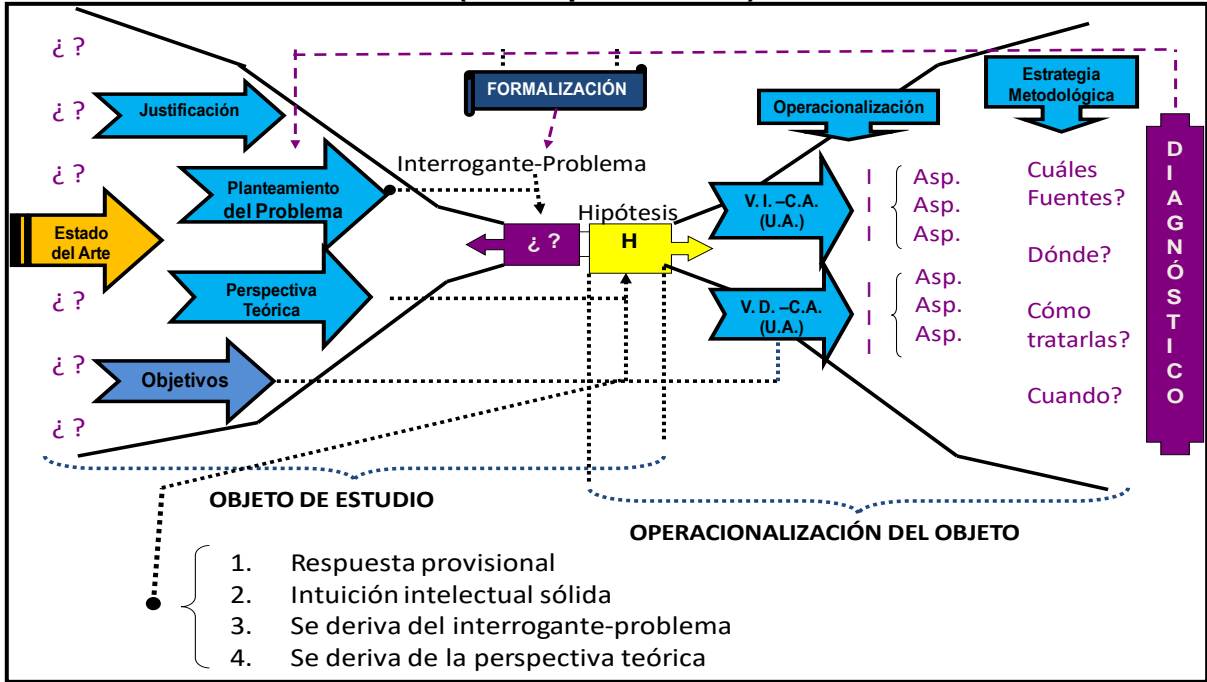 ¿ ?
¿ ?
¿ ?
¿ ?
¿ ?
¿ ?
Justificación
Planteamiento
del Problema
Estado
del Arte
Perspectiva
Teórica
Objetivos
FORMALIZACIÓN
Interrogante-Problema
¿ ?
Hipótesis
H
Operacionalización
V. I. –C.A.
(U.A.)
I
I
I
Asp.
Asp.
Asp.
V. D. –C.A.
(U.A.)
I
I
I
Asp.
Asp.
Asp.
Estrategia
Metodológica
Cuáles
Fuentes?
Dónde?
Cómo
tratarlas?
Cuando?
DIAGNÓSTICO
OBJETO DE ESTUDIO
OPERACIONALIZACIÓN DEL OBJETO
1. Respuesta provisional
2. Intuición intelectual sólida
3. Se deriva del interrogante-problema
4. Se deriva de la perspectiva teórica